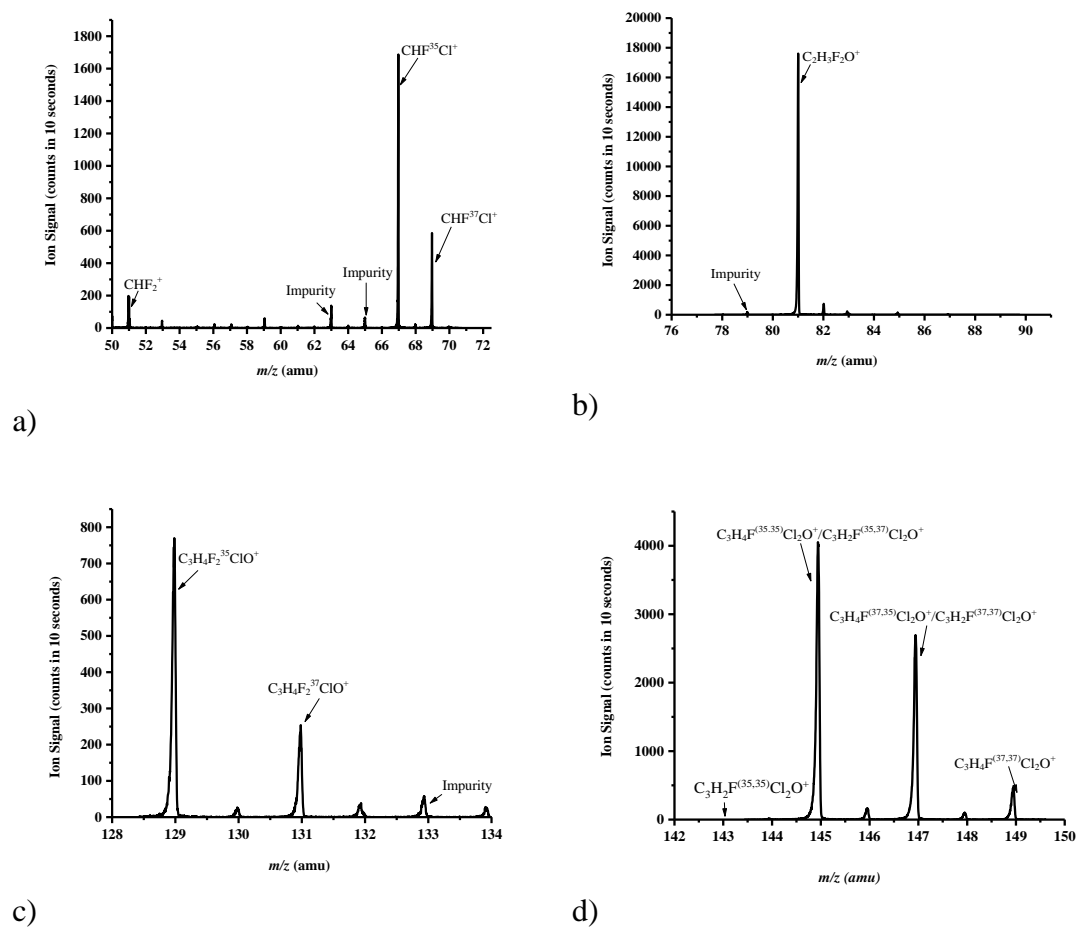 Ion Signal (counts in 10 seconds)
1800
1600
1400
1200
1000
800
600
400
200
0
CHF³⁵Cl⁺
CHF³⁷Cl⁺
Impurity
Impurity
CHF₂⁺
50 52 54 56 58 60 62 64 66 68 70 72
m/z (amu)
a)
Ion Signal (counts in 10 seconds)
20000
18000
16000
14000
12000
10000
8000
6000
4000
2000
0
C₂H₃F₂O⁺
Impurity
76 78 80 82 84 86 88 90
m/z (amu)
b)
Ion Signal (counts in 10 seconds)
800
700
600
500
400
300
200
100
0
C₃H₄F₂³⁵ClO⁺
C₃H₄F₂³⁷ClO⁺
Impurity
128 129 130 131 132 133 134
m/z (amu)
c)
Ion Signal (counts in 10 seconds)
4000
3000
2000
1000
0
C₃H₄F⁽³⁵·³⁵⁾Cl₂O⁺/C₃H₂F⁽³⁵,³⁷⁾Cl₂O⁺
C₃H₄F⁽³⁷,³⁵⁾Cl₂O⁺/C₃H₂F⁽³⁷,³⁷⁾Cl₂O⁺
C₃H₄F⁽³⁷,³⁷⁾Cl₂O⁺
C₃H₂F⁽³⁵,³⁵⁾Cl₂O⁺
142 143 144 145 146 147 148 149 150
m/z (amu)
d)